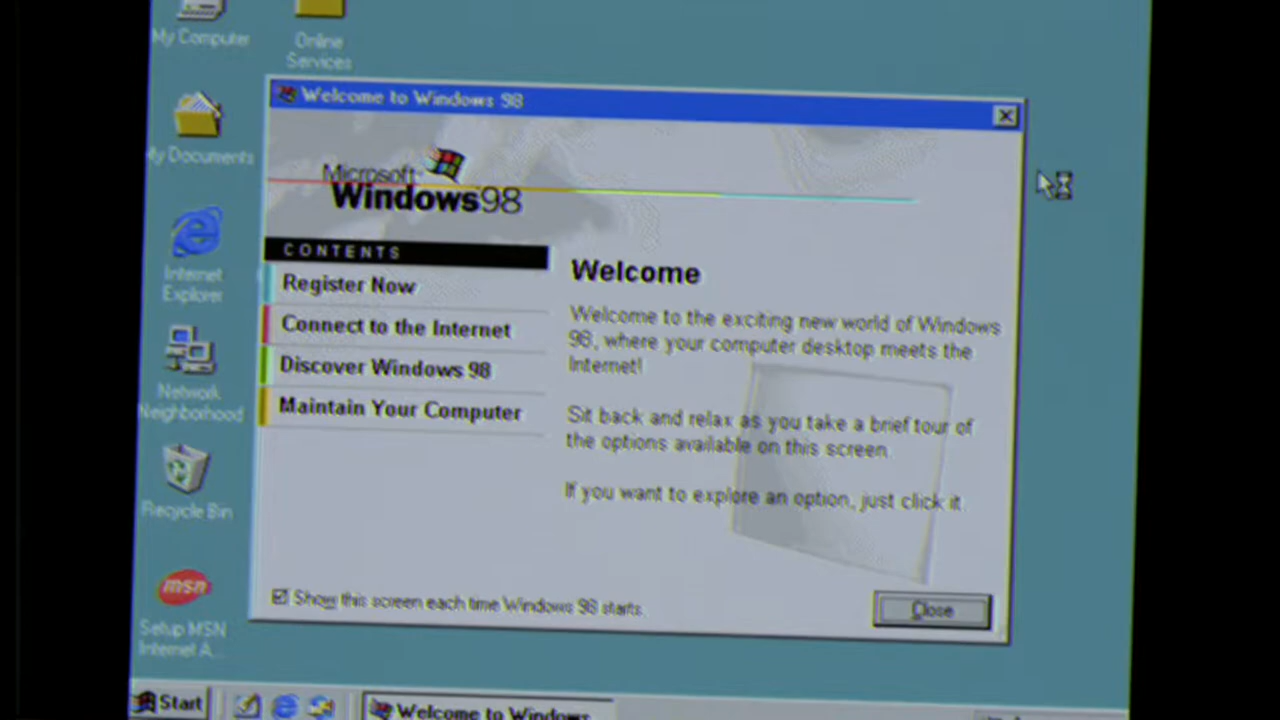 My Computer
Online
Services
Welcome to Windows 98
My Documents
Microsoft
Windows98
CONTENTS
Register Now
Connect to the Internet
Discover Windows 98
Maintain Your Computer
Welcome
Welcome to the exciting new world of Windows
98, where your computer desktop meets the
Internet!
Sit back and relax as you take a brief tour of
the options available on this screen.
If you want to explore an option, just click it.
Internet
Explorer
Network
Neighborhood
Recycle Bin
msn
Setup MSN
Internet A...
Show this screen each time Windows 98 starts.
Close
Start
Welcome to Windows...